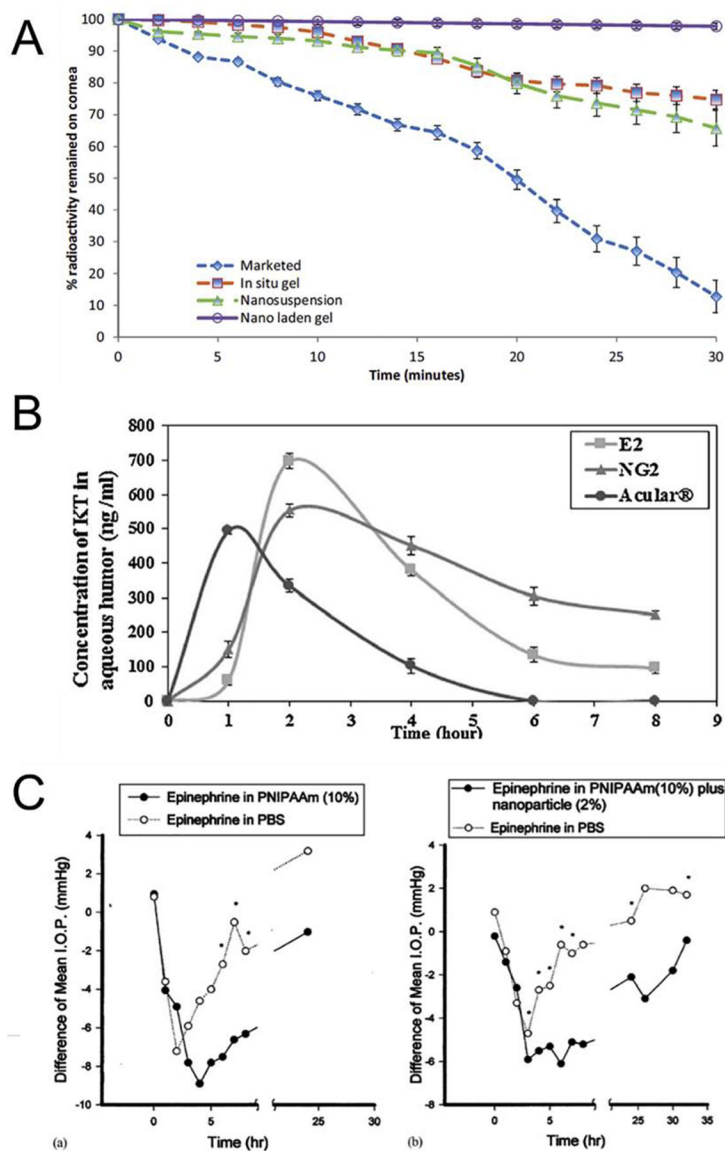 A
% radioactivity remained on cornea
100
90
80
70
60
50
40
30
20
10
0
Marketed
In situ gel
Nanosuspension
Nano laden gel
0 5 10 15 20 25 30
Time (minutes)
B
Concentration of KT in
aqueous humor (ng /ml)
800
700
600
500
400
300
200
100
0
E2
NG2
Acular®
0 1 2 3 4 5 6 7 8 9
Time (hour)
C
Epinephrine in PNIPAAm (10%)
Epinephrine in PBS
Difference of Mean I.O.P. (mmHg)
4
2
0
-2
-4
-6
-8
-10
0 5 25 30
Time (hr)
(a)
Epinephrine in PNIPAAm(10%) plus
nanoparticle (2%)
Epinephrine in PBS
Difference of Mean I.O.P. (mmHg)
4
2
0
-2
-4
-6
-8
0 5 25 30 35
Time (hr)
(b)